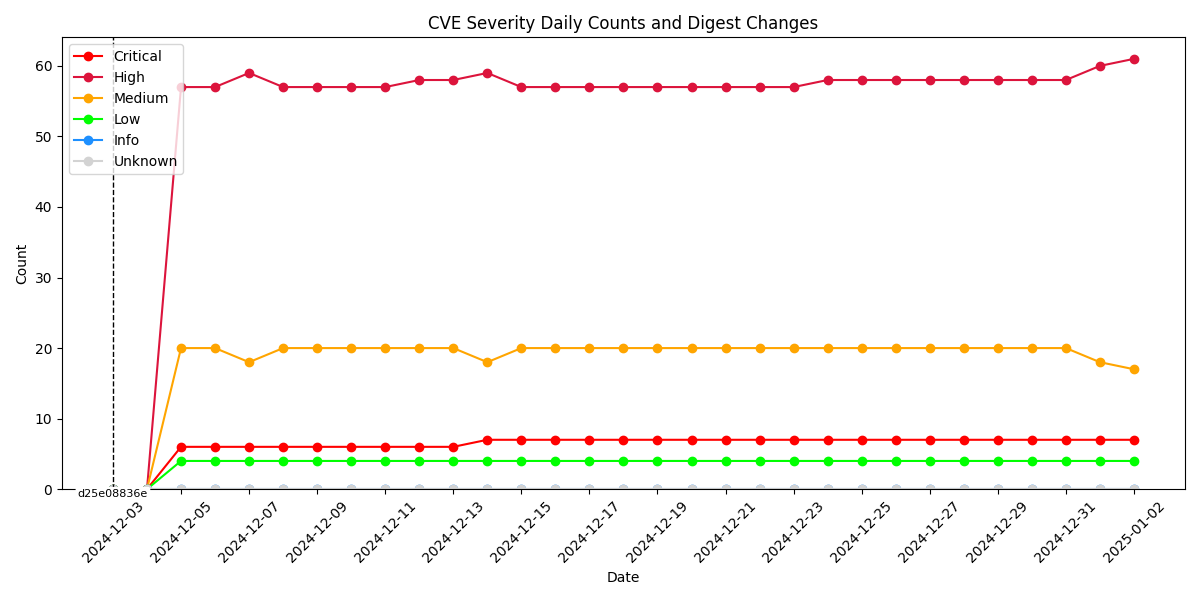 CVE Severity Daily Counts and Digest Changes
Critical
High
Medium
Low
Info
Unknown
60
50
40
30
20
10
0
Count
d25e08836e
2024-12-03
2024-12-05
2024-12-07
2024-12-09
2024-12-11
2024-12-13
2024-12-15
2024-12-17
2024-12-19
2024-12-21
2024-12-23
2024-12-25
2024-12-27
2024-12-29
2024-12-31
2025-01-02
Date